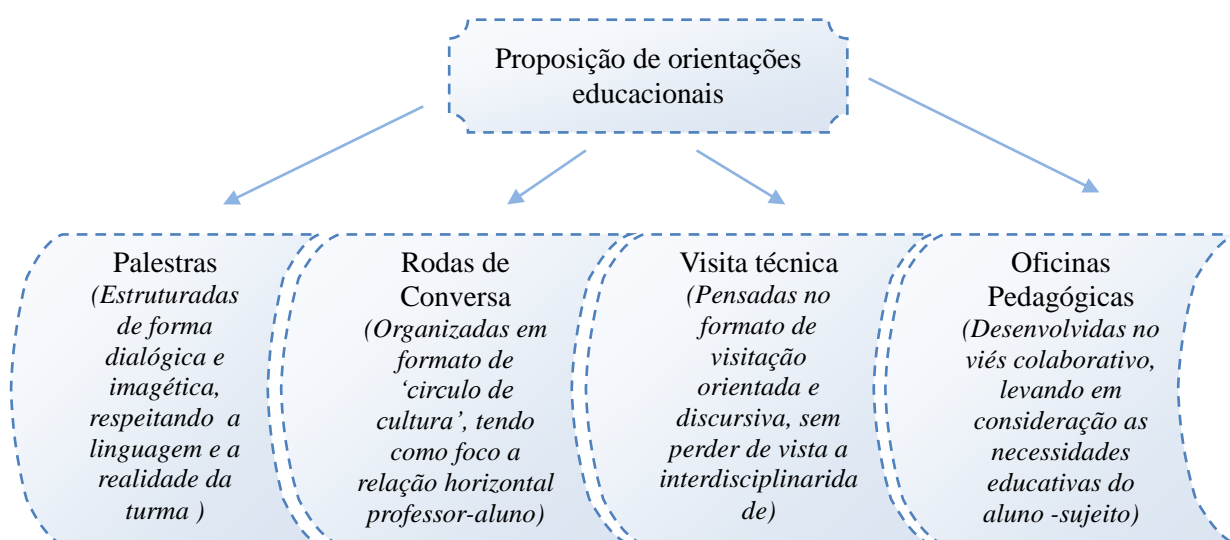 Proposição de orientações
educacionais
Palestras
(Estruturadas
de forma
dialógica e
imagética,
respeitando a
linguagem e a
realidade da
turma )
Rodas de
Conversa
(Organizadas em
formato de
‘circulo de
cultura’, tendo
como foco a
relação horizontal
professor-aluno)
Visita técnica
(Pensadas no
formato de
visitação
orientada e
discursiva, sem
perder de vista a
interdisciplinarida
de)
Oficinas
Pedagógicas
(Desenvolvidas no
viés colaborativo,
levando em
consideração as
necessidades
educativas do
aluno -sujeito)